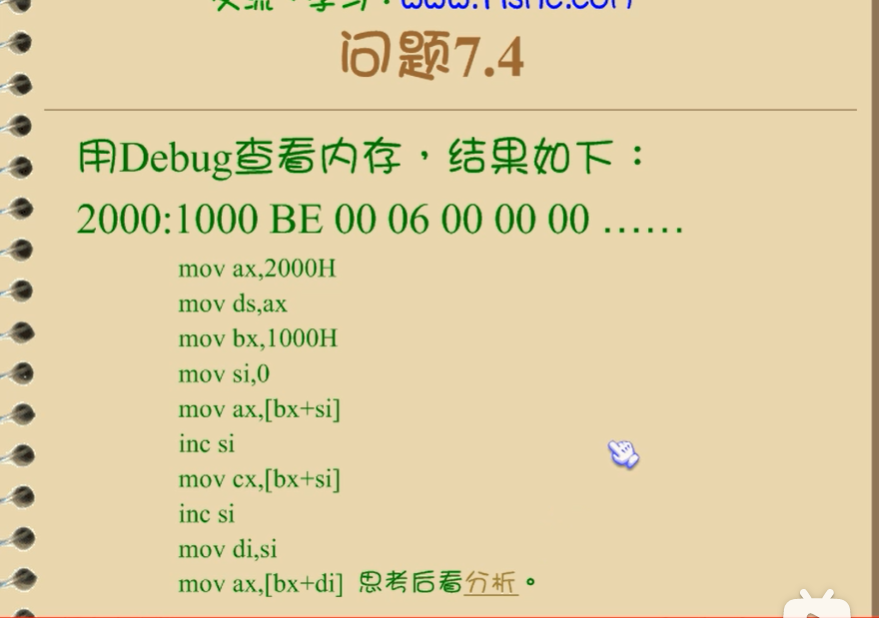 问题7.4
用Debug查看内存，结果如下：
2000:1000 BE 00 06 00 00 00 ……
mov ax,2000H
mov ds,ax
mov bx,1000H
mov si,0
mov ax,[bx+si]
inc si
mov cx,[bx+si]
inc si
mov di,si
mov ax,[bx+di] 思考后看分析。